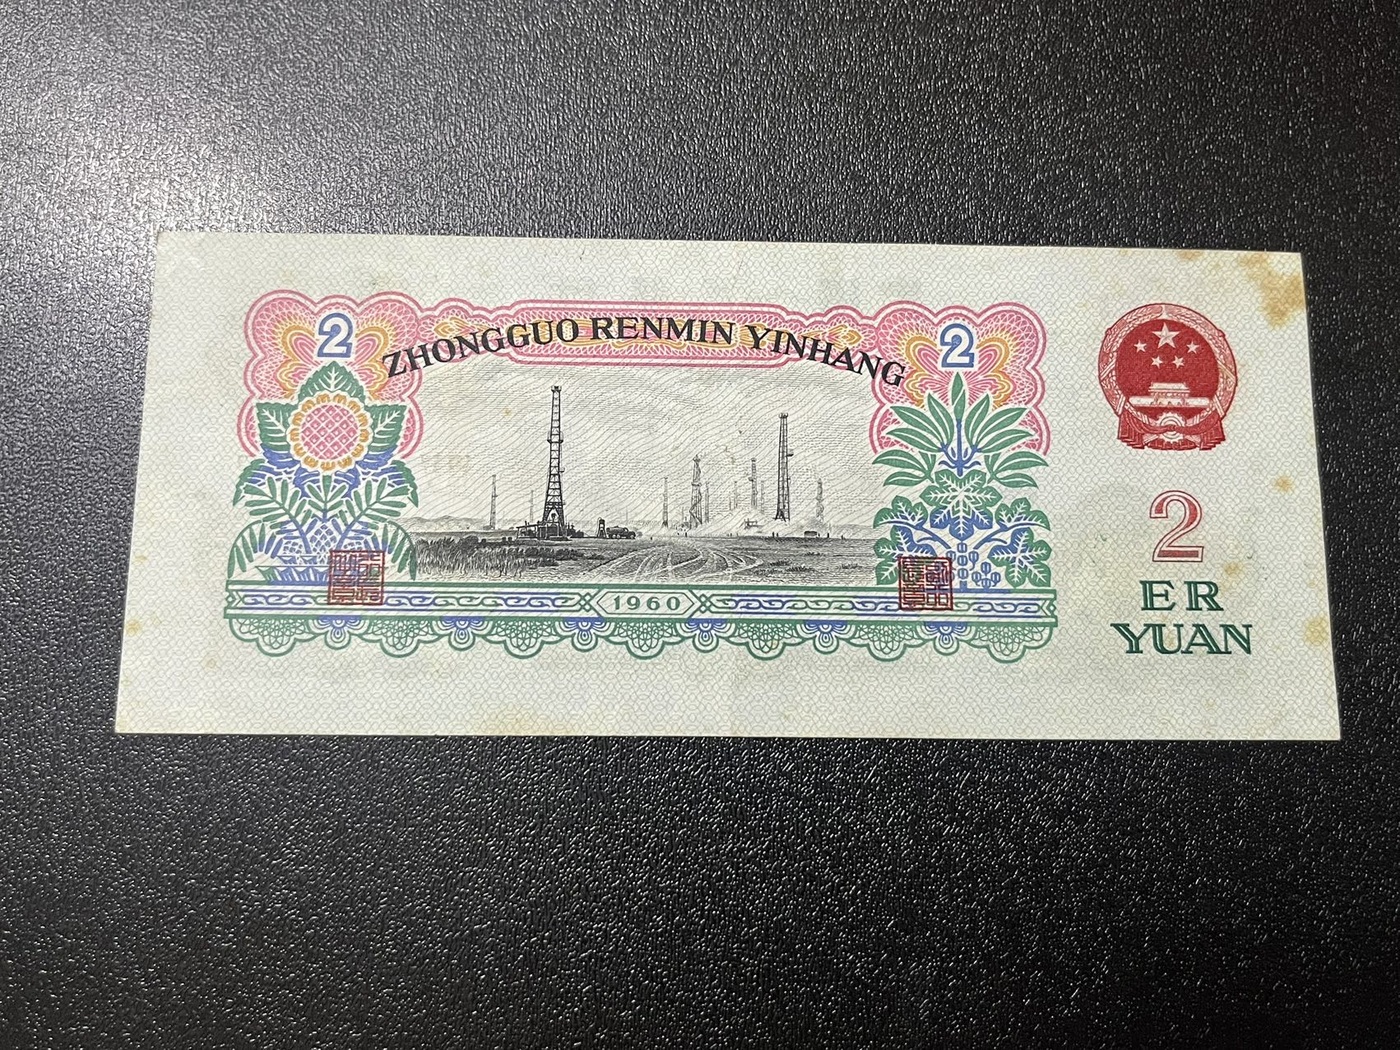 2
2
ZHONGGUO RENMIN YINHANG
1960
2
ER
YUAN